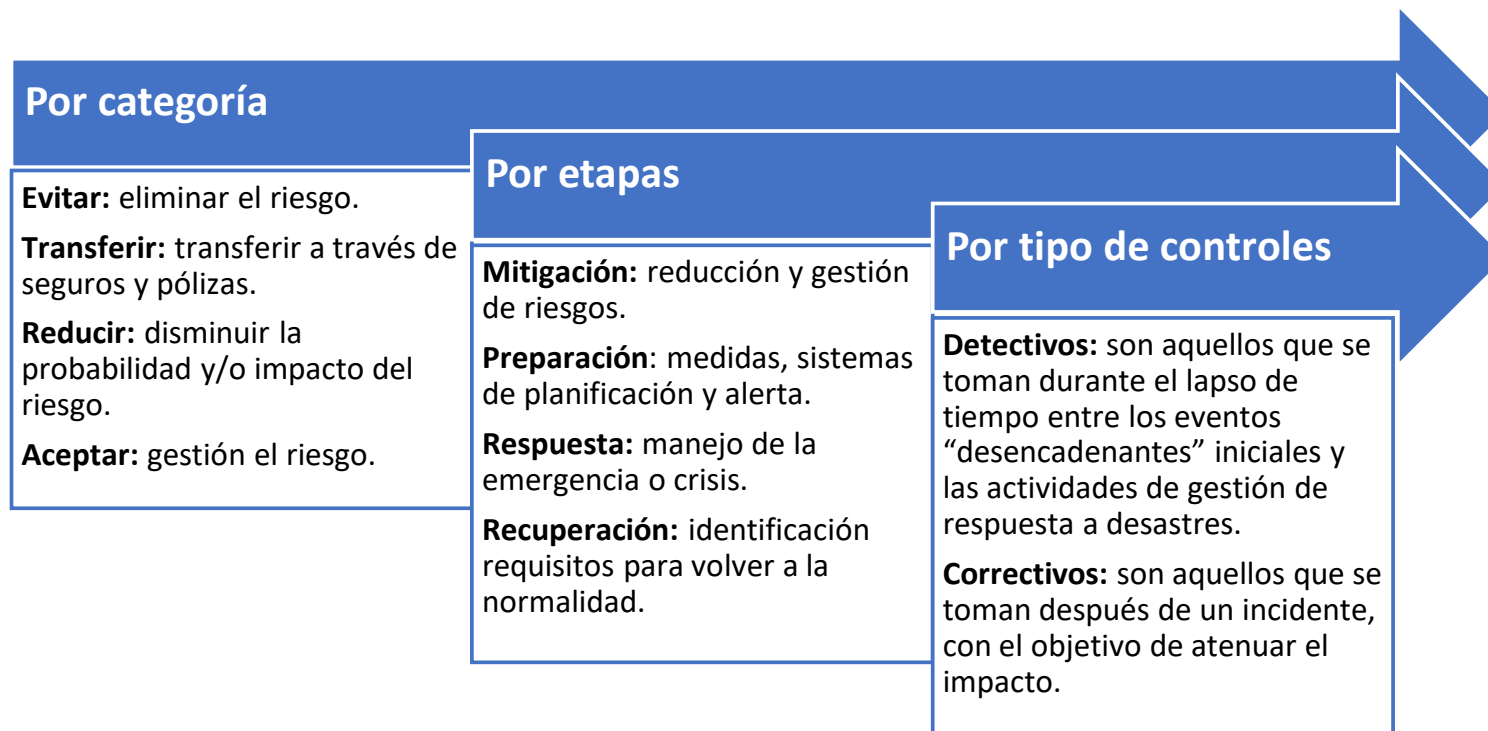 Por categoría
Evitar: eliminar el riesgo.
Transferir: transferir a través de
seguros y pólizas.
Reducir: disminuir la
probabilidad y/o impacto del
riesgo.
Aceptar: gestión el riesgo.
Por etapas
Mitigación: reducción y gestión
de riesgos.
Preparación: medidas, sistemas
de planificación y alerta.
Respuesta: manejo de la
emergencia o crisis.
Recuperación: identificación
requisitos para volver a la
normalidad.
Por tipo de controles
Detectivos: son aquellos que se
toman durante el lapso de
tiempo entre los eventos
“desencadenantes” iniciales y
las actividades de gestión de
respuesta a desastres.
Correctivos: son aquellos que se
toman después de un incidente,
con el objetivo de atenuar el
impacto.